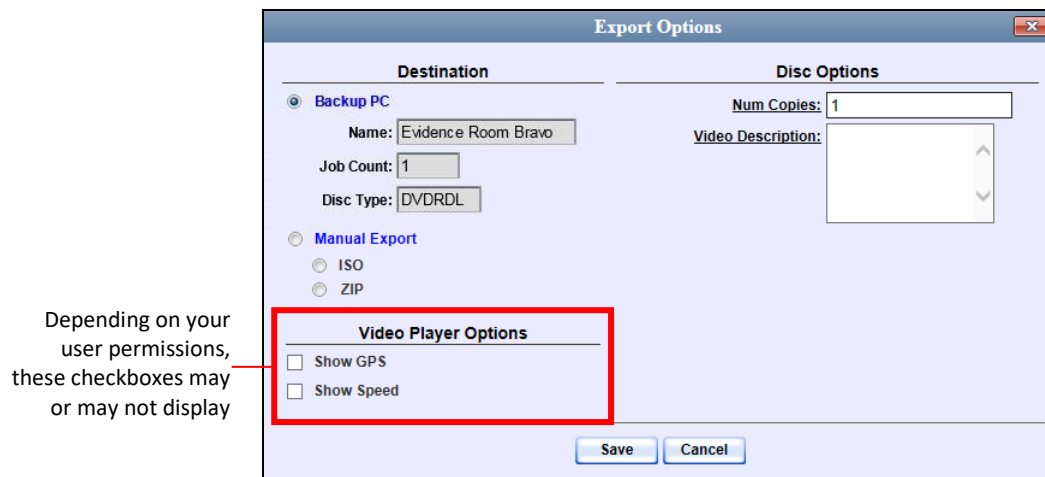 Export Options
Destination
Backup PC
Name: Evidence Room Bravo
Job Count: 1
Disc Type: DVDRDL
Manual Export
ISO
ZIP
Video Player Options
Show GPS
Show Speed
Disc Options
Num Copies: 1
Video Description:
Save Cancel
Depending on your
user permissions,
these checkboxes may
or may not display